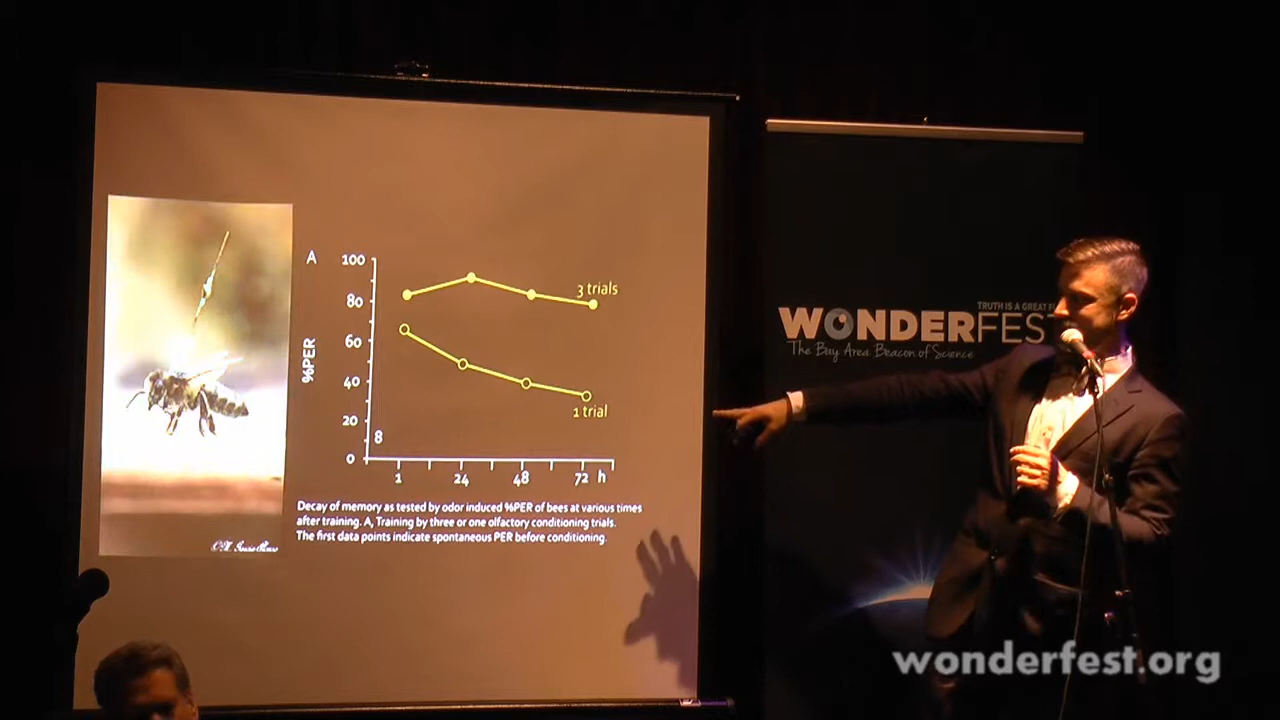 A
100
80
60
40
20
0
%PER
8
3 trials
1 trial
1 24 48 72 h
Decay of memory as tested by odor induced %PER of bees at various times
after training. A, Training by three or one olfactory conditioning trials.
The first data points indicate spontaneous PER before conditioning.
TRUTH IS A GREAT
WONDERFEST
The Bay Area Beacon of Science
wonderfest.org